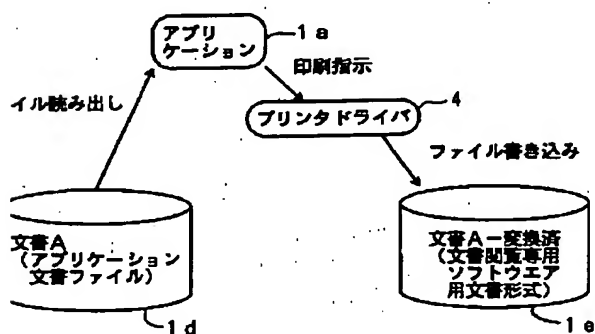 アプリ
ケーション
1a
印刷指示
イル読み出し
プリンタドライバ
4
ファイル書き込み
文書A
(アプリケーション
文書ファイル)
1d
文書A－変換済
(文書閲覧専用
ソフトウエア
用文書形式)
1e